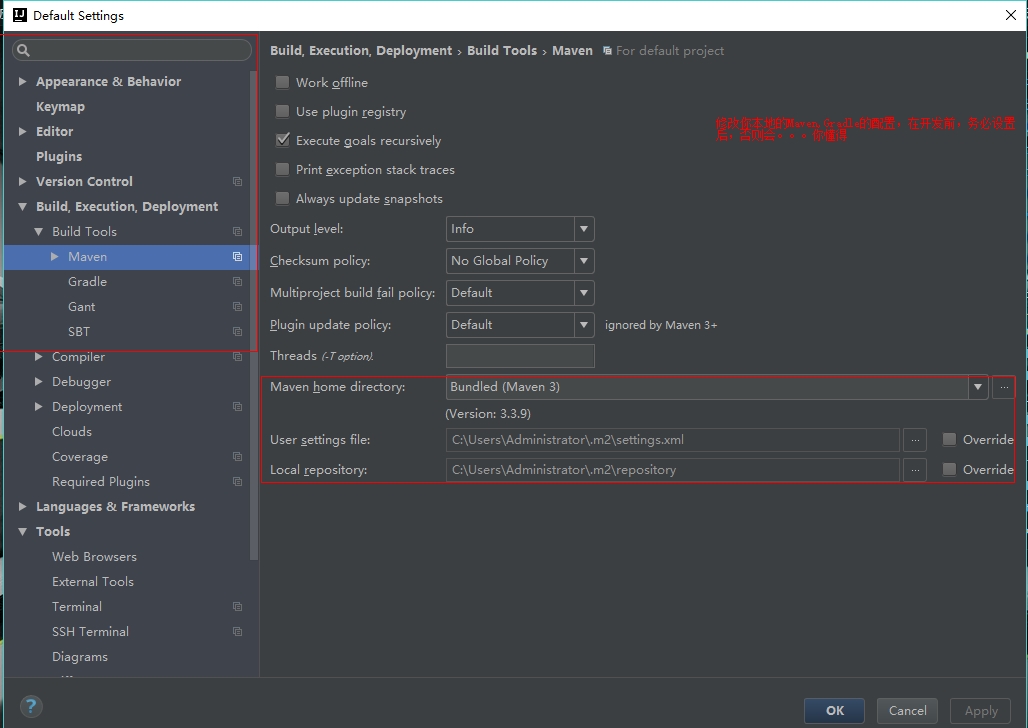 Default Settings
Build, Execution, Deployment › Build Tools › Maven For default project
Appearance & Behavior
Keymap
Editor
Plugins
Version Control
Build, Execution, Deployment
Build Tools
Maven
Gradle
Gant
SBT
Compiler
Debugger
Deployment
Clouds
Coverage
Required Plugins
Languages & Frameworks
Tools
Web Browsers
External Tools
Terminal
SSH Terminal
Diagrams
Work offline
Use plugin registry
Execute goals recursively
Print exception stack traces
Always update snapshots
修改你本地的Maven,Gradle的配置，在开发前，务必设置
后，否则会。。。你懂得
Output level: Info
Checksum policy: No Global Policy
Multiproject build fail policy: Default
Plugin update policy: Default ignored by Maven 3+
Threads (-T option).
Maven home directory: Bundled (Maven 3) ...
(Version: 3.3.9)
User settings file: C:\Users\Administrator\.m2\settings.xml ... Override
Local repository: C:\Users\Administrator\.m2\repository ... Override
? OK Cancel Apply